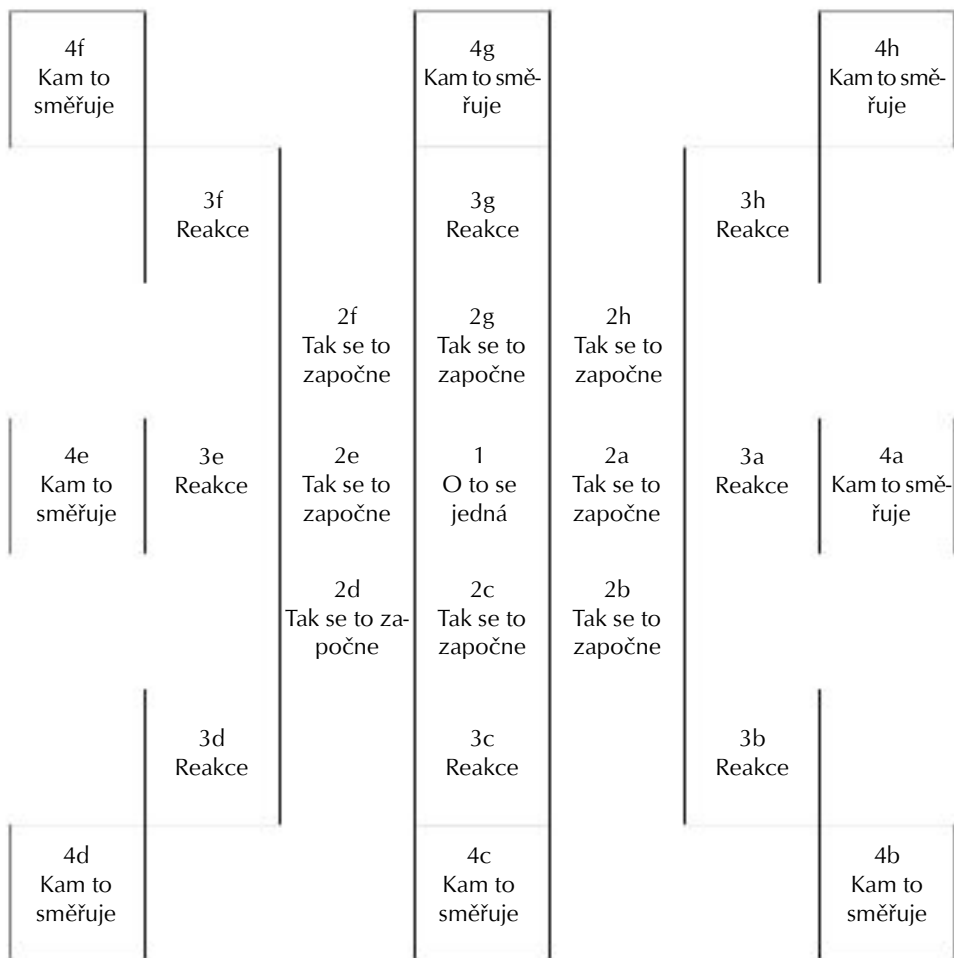 4f
Kam to
směřuje
4g
Kam to smě-
řuje
4h
Kam to smě-
řuje
3f
Reakce
3g
Reakce
3h
Reakce
2f
Tak se to
započne
2g
Tak se to
započne
2h
Tak se to
započne
4e
Kam to
směřuje
3e
Reakce
2e
Tak se to
započne
1
O to se
jedná
2a
Tak se to
započne
3a
Reakce
4a
Kam to smě-
řuje
2d
Tak se to za-
počne
2c
Tak se to
započne
2b
Tak se to
započne
3d
Reakce
3c
Reakce
3b
Reakce
4d
Kam to
směřuje
4c
Kam to
směřuje
4b
Kam to
směřuje